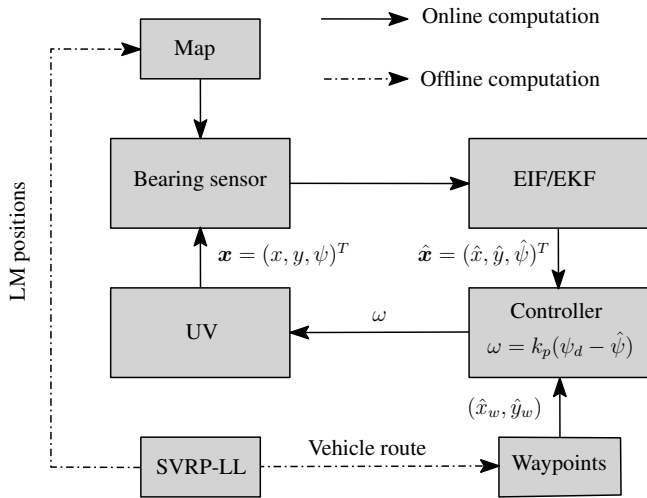 Online computation
Map
Offline computation
Bearing sensor
EIF/EKF
LM positions
𝒙 = (x, y, ψ)^T
𝒙̂ = (x̂, ŷ, ψ̂)^T
UV
ω
Controller
ω = k_p(ψ_d − ψ̂)
(x̂_w, ŷ_w)
SVRP-LL
Vehicle route
Waypoints